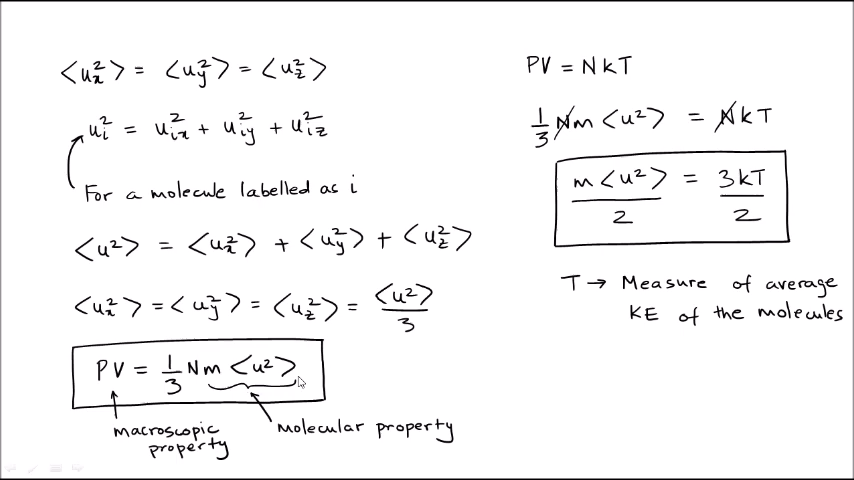 <u_x^2> = <u_y^2> = <u_z^2>
u_i^2 = u_ix^2 + u_iy^2 + u_iz^2
For a molecule labelled as i
<u^2> = <u_x^2> + <u_y^2> + <u_z^2>
<u_x^2> = <u_y^2> = <u_z^2> = <u^2>/3
PV = 1/3 Nm <u^2>
macroscopic property
molecular property
PV = NkT
1/3 Nm <u^2> = NkT
m<u^2>/2 = 3kT/2
T → Measure of average
KE of the molecules